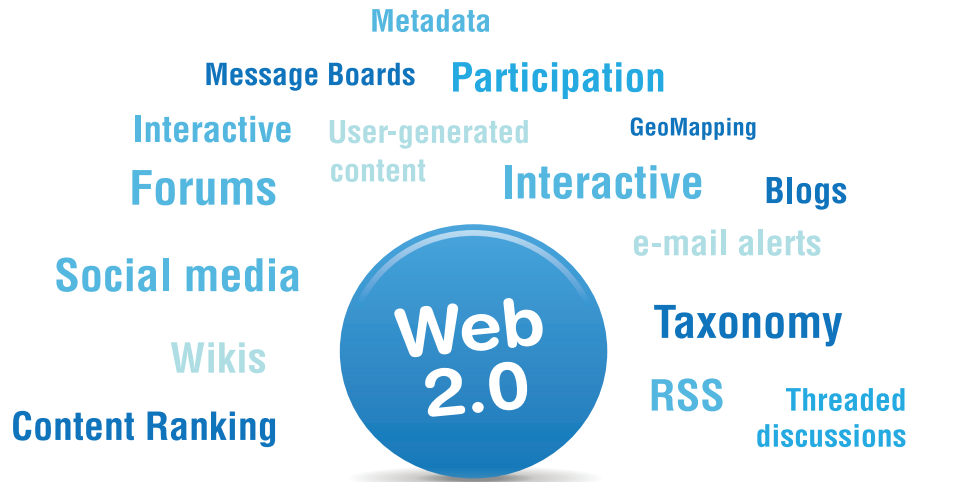 Metadata
Message Boards
Participation
Interactive
User-generated
content
GeoMapping
Forums
Interactive
Blogs
e-mail alerts
Social media
Web
2.0
Taxonomy
Wikis
RSS
Threaded
discussions
Content Ranking